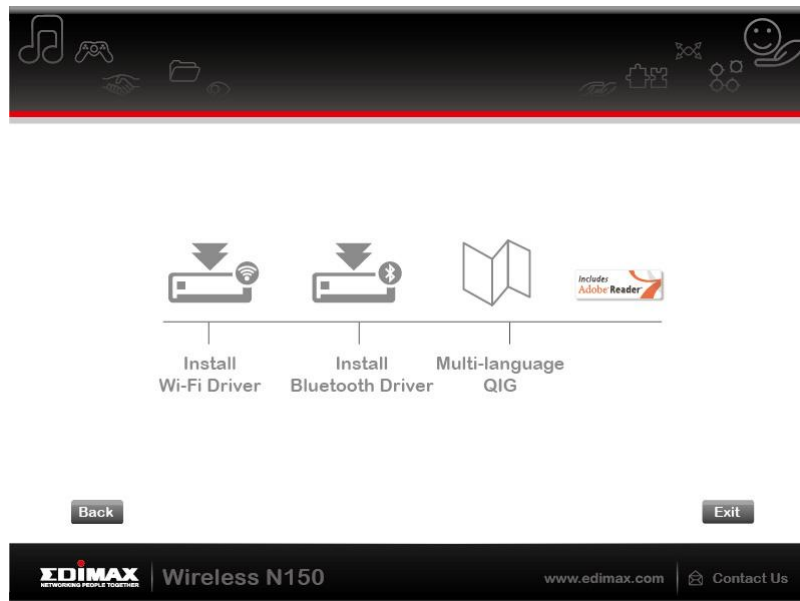 Includes
Adobe Reader
Install
Wi-Fi Driver
Install
Bluetooth Driver
Multi-language
QIG
Back
Exit
EDIMAX
NETWORKING PEOPLE TOGETHER
Wireless N150
www.edimax.com
Contact Us